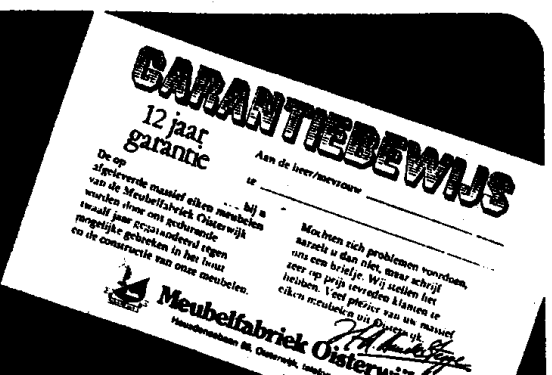 GARANTIEBEWIJS
12 jaar
garantie
Aan de heer/mevrouw
te
De op bij u
afgeleverde massief eiken meubelen
van de Meubelfabriek Oisterwijk
worden door ons gedurende
twaalf jaar gegarandeerd tegen
mogelijke gebreken in het hout
en de constructie van onze meubelen.
Mochten zich problemen voordoen,
aarzelt u dan niet, maar schrijf
ons een briefje. Wij stellen het
zeer op prijs tevreden klanten te
hebben. Veel plezier van uw massief
eiken meubelen uit Oisterwijk.
Meubelfabriek Oisterwijk
Oisterwijk,